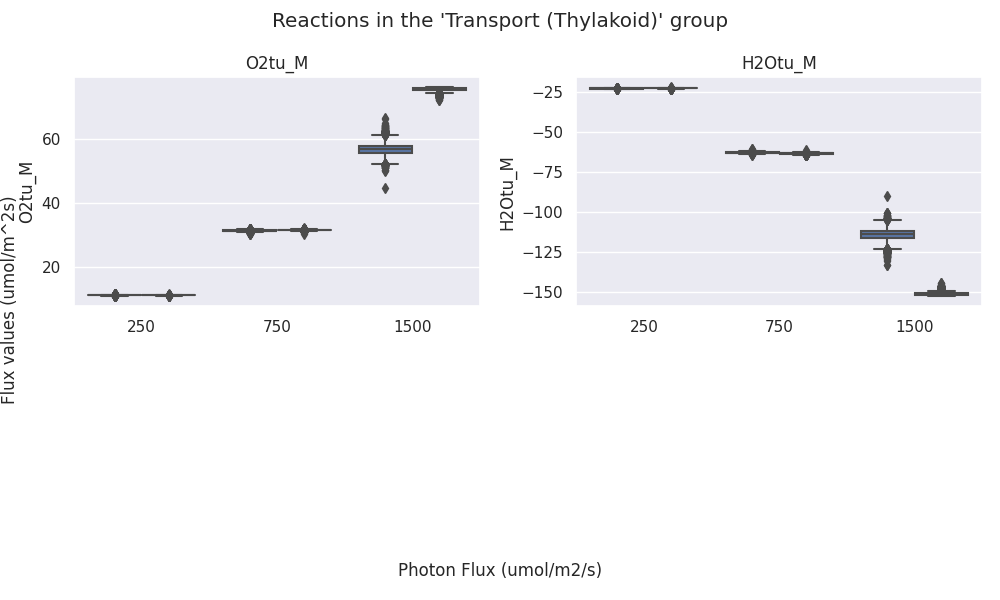 Reactions in the 'Transport (Thylakoid)' group
O2tu_M
H2Otu_M
Flux values (umol/m^2s)
O2tu_M
60
40
20
250
750
1500
H2Otu_M
−25
−50
−75
−100
−125
−150
250
750
1500
Photon Flux (umol/m2/s)